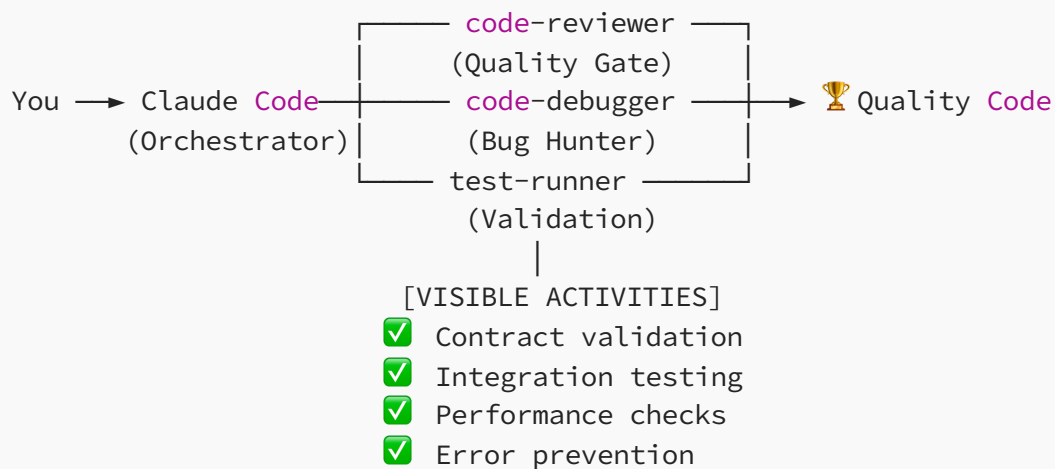 code-reviewer
(Quality Gate)
You Claude Code code-debugger 🏆 Quality Code
(Orchestrator) (Bug Hunter)
test-runner
(Validation)
[VISIBLE ACTIVITIES]
✅ Contract validation
✅ Integration testing
✅ Performance checks
✅ Error prevention